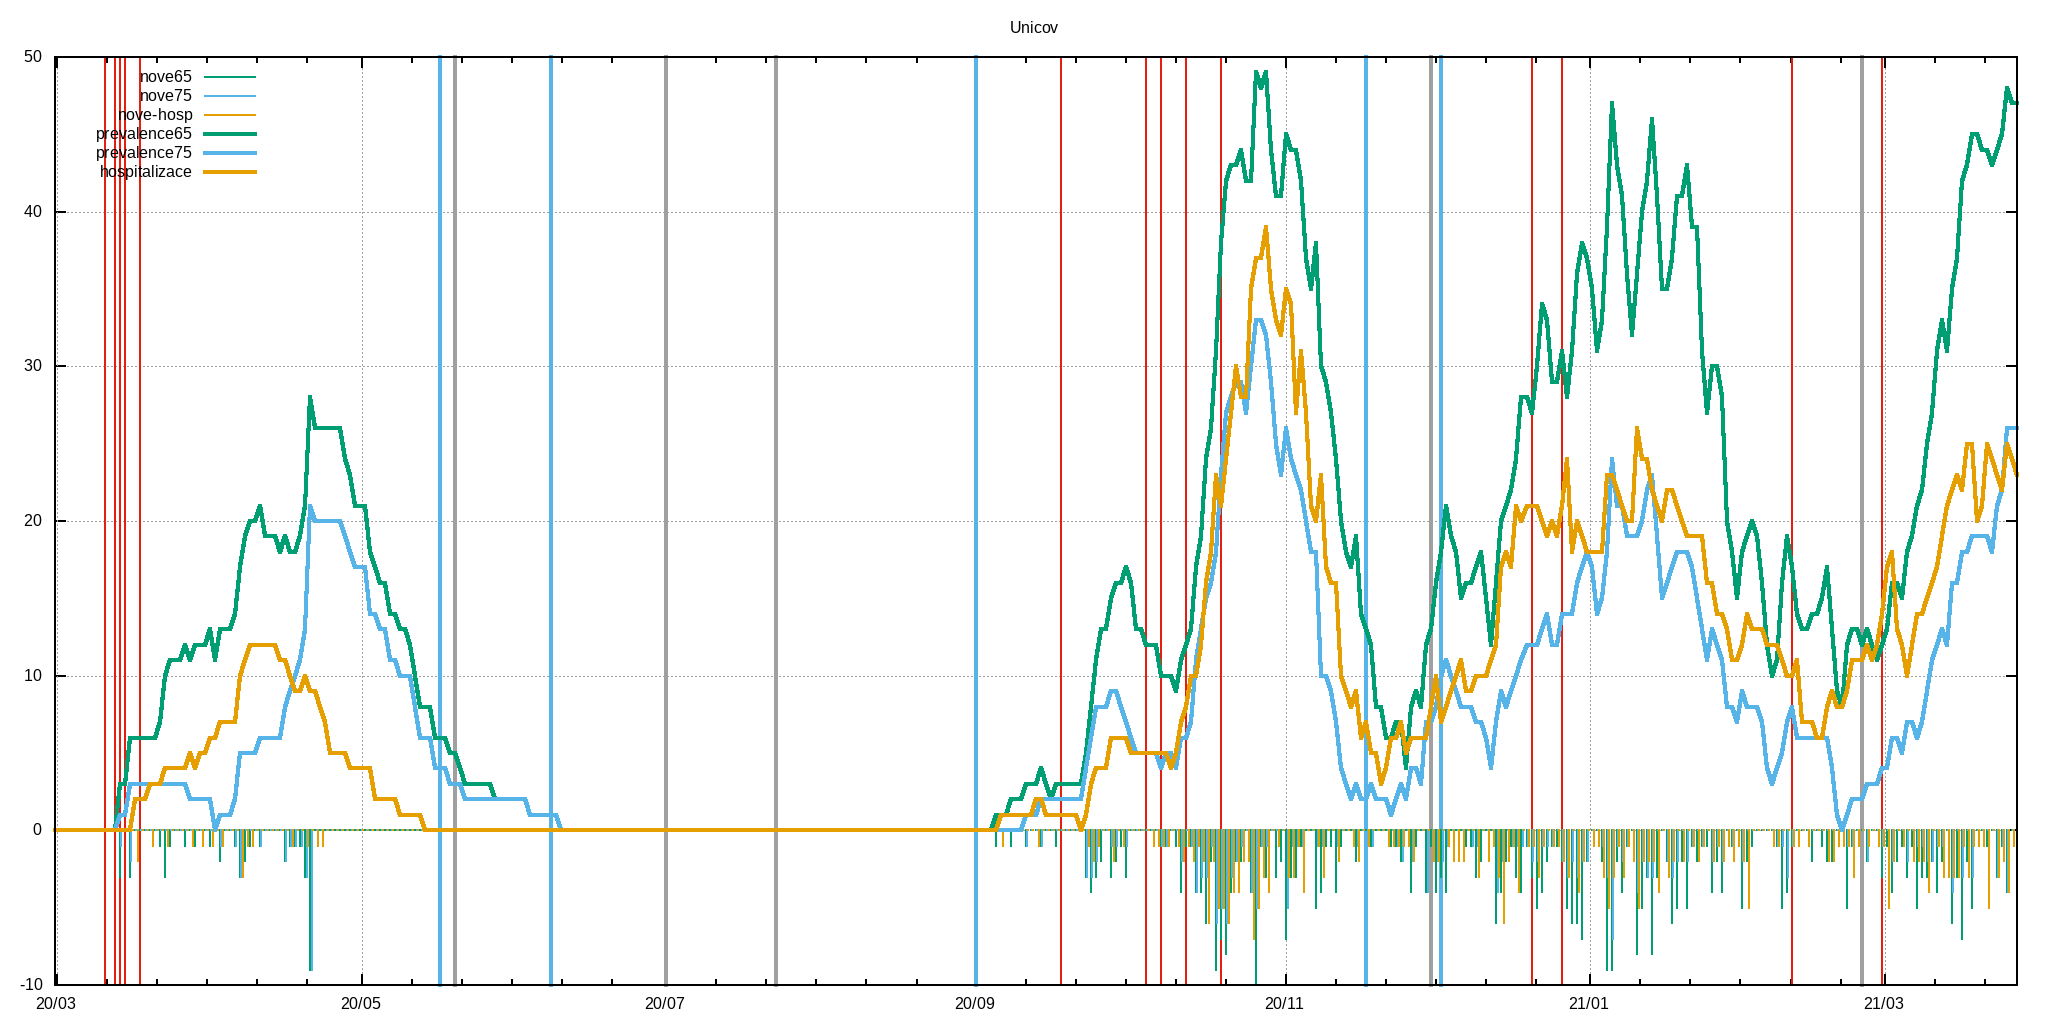 Unicov
50
nove65
nove75
nove-hosp
prevalence65
prevalence75
hospitalizace
40
30
20
10
0
-10
20/03 20/05 20/07 20/09 20/11 21/01 21/03